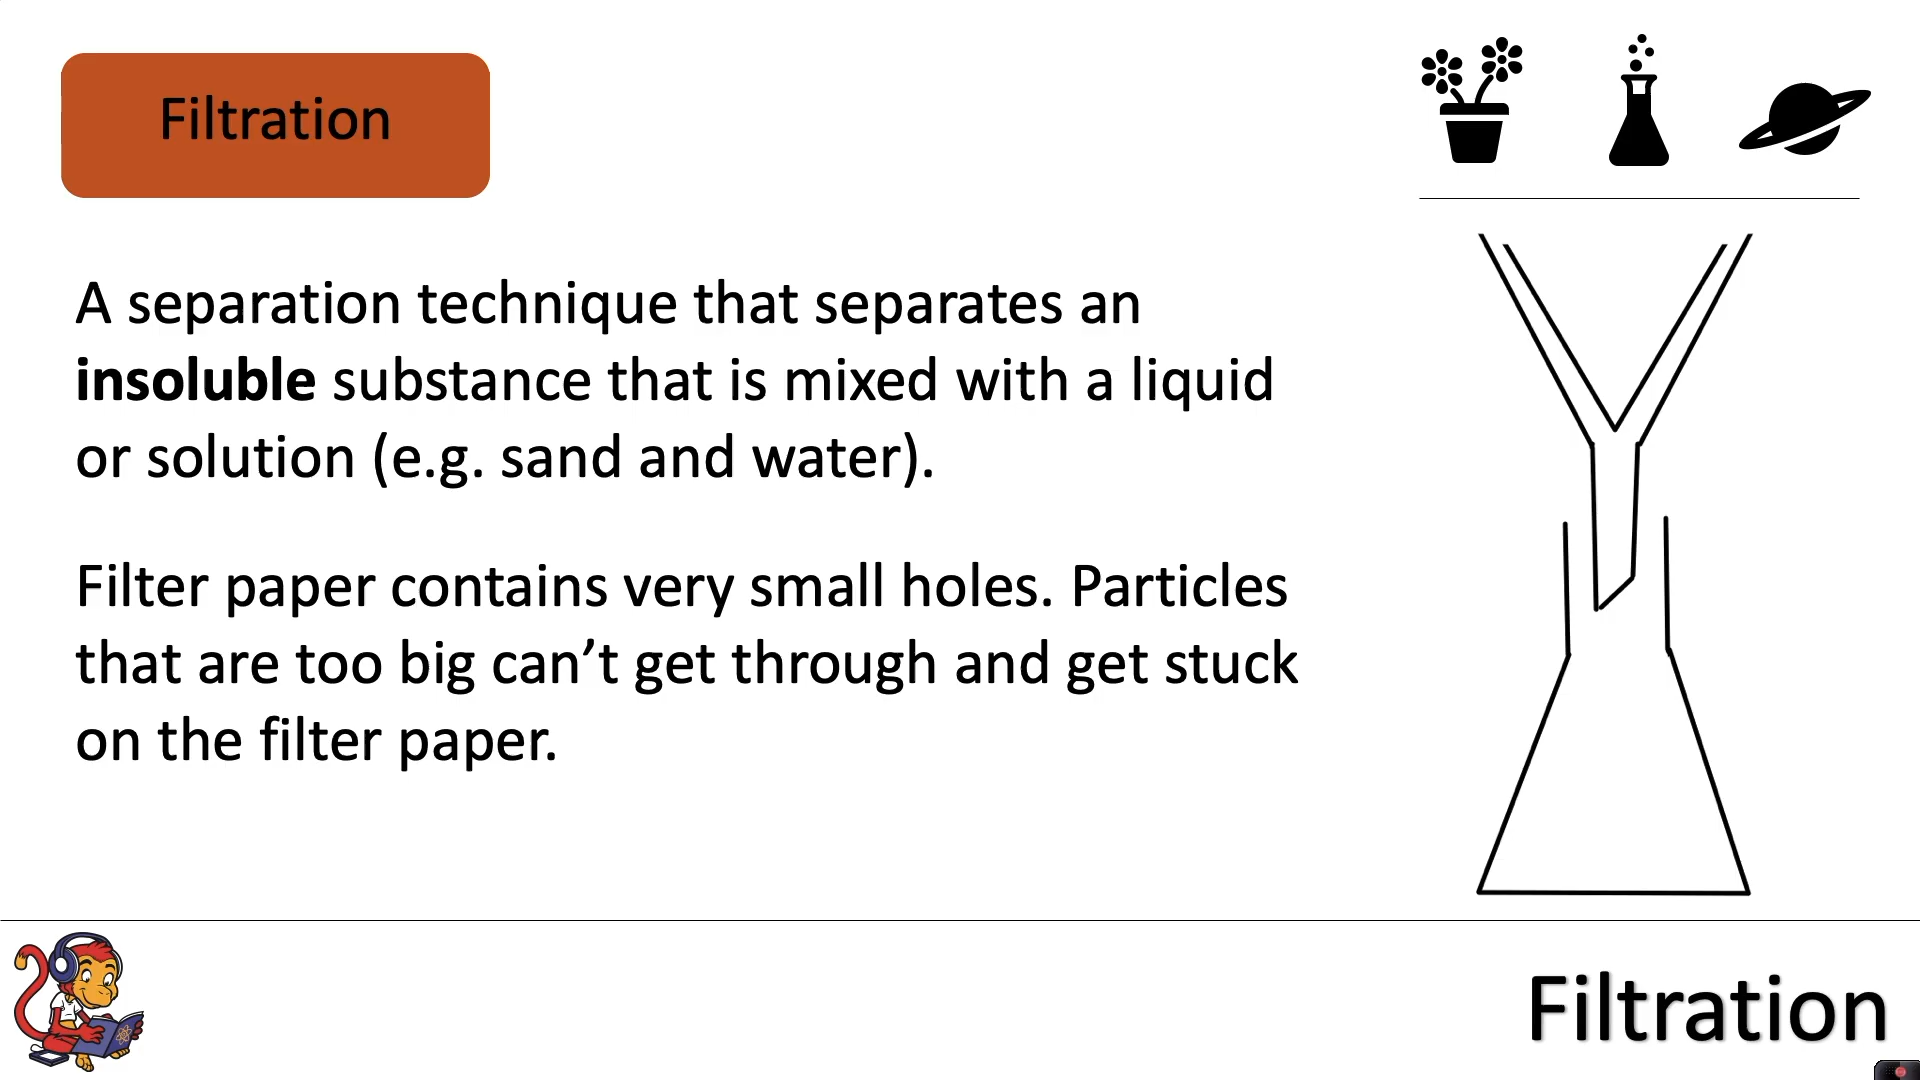 Filtration
A separation technique that separates an
insoluble substance that is mixed with a liquid
or solution (e.g. sand and water).
Filter paper contains very small holes. Particles
that are too big can’t get through and get stuck
on the filter paper.
Filtration